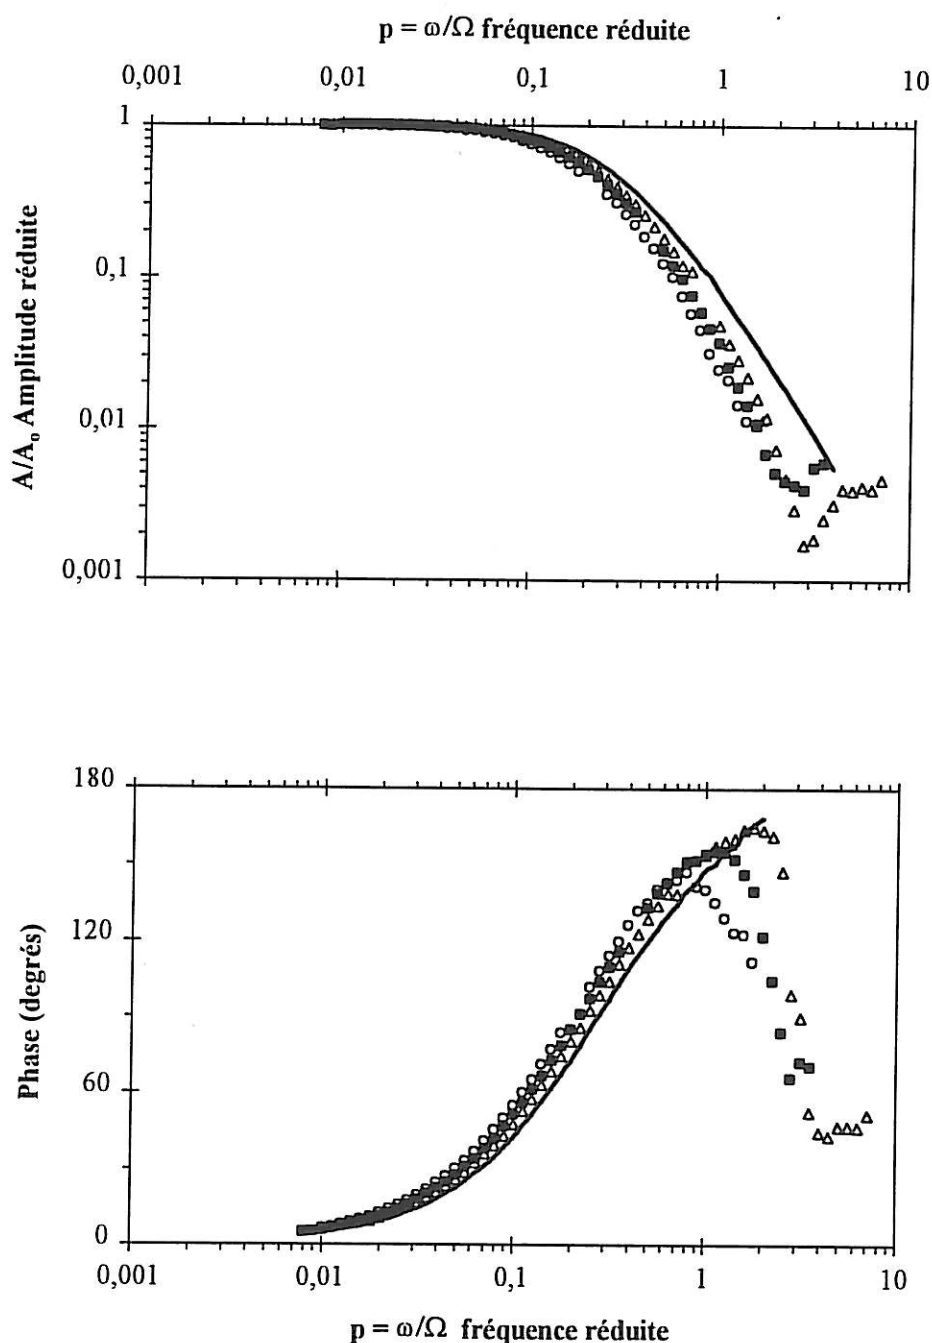 p = ω/Ω fréquence réduite
0,001 0,01 0,1 1 10
1
0,1
0,01
0,001
A/A₀ Amplitude réduite
180
120
60
0
Phase (degrés)
0,001 0,01 0,1 1 10
p = ω/Ω fréquence réduite